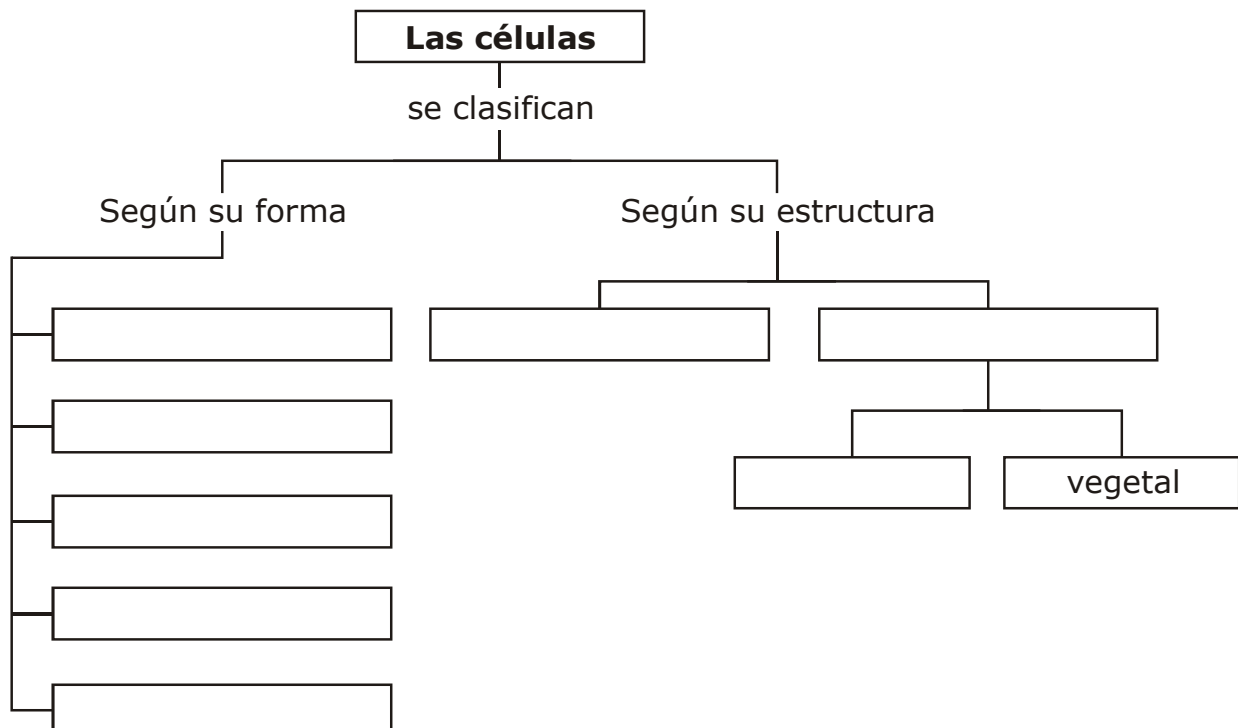 Las células
se clasifican
Según su forma
Según su estructura
vegetal